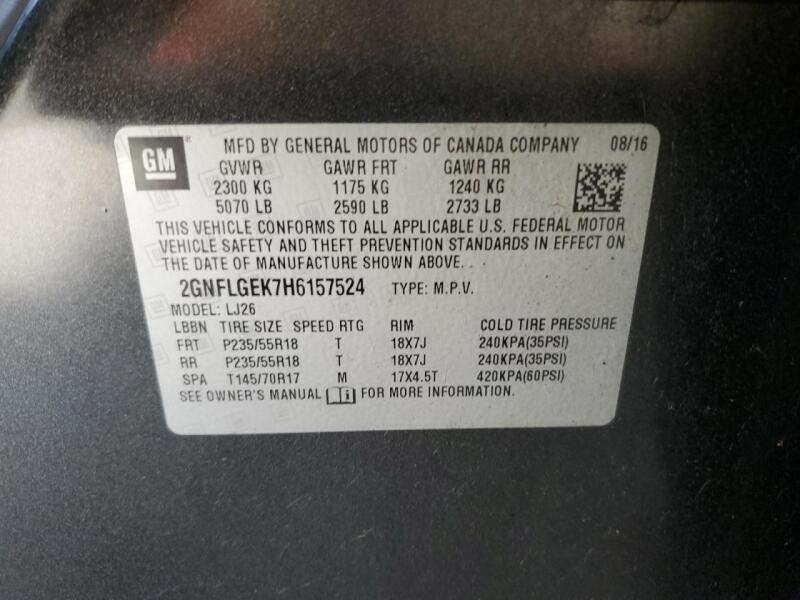 GM
MFD BY GENERAL MOTORS OF CANADA COMPANY 08/16
GVWR GAWR FRT GAWR RR
2300 KG 1175 KG 1240 KG
5070 LB 2590 LB 2733 LB
THIS VEHICLE CONFORMS TO ALL APPLICABLE U.S. FEDERAL MOTOR
VEHICLE SAFETY AND THEFT PREVENTION STANDARDS IN EFFECT ON
THE DATE OF MANUFACTURE SHOWN ABOVE.
2GNFLGEK7H6157524 TYPE: M.P.V.
MODEL: LJ26
LBBN TIRE SIZE SPEED RTG RIM COLD TIRE PRESSURE
FRT P235/55R18 T 18X7J 240KPA(35PSI)
RR P235/55R18 T 18X7J 240KPA(35PSI)
SPA T145/70R17 M 17X4.5T 420KPA(60PSI)
SEE OWNER'S MANUAL i FOR MORE INFORMATION.